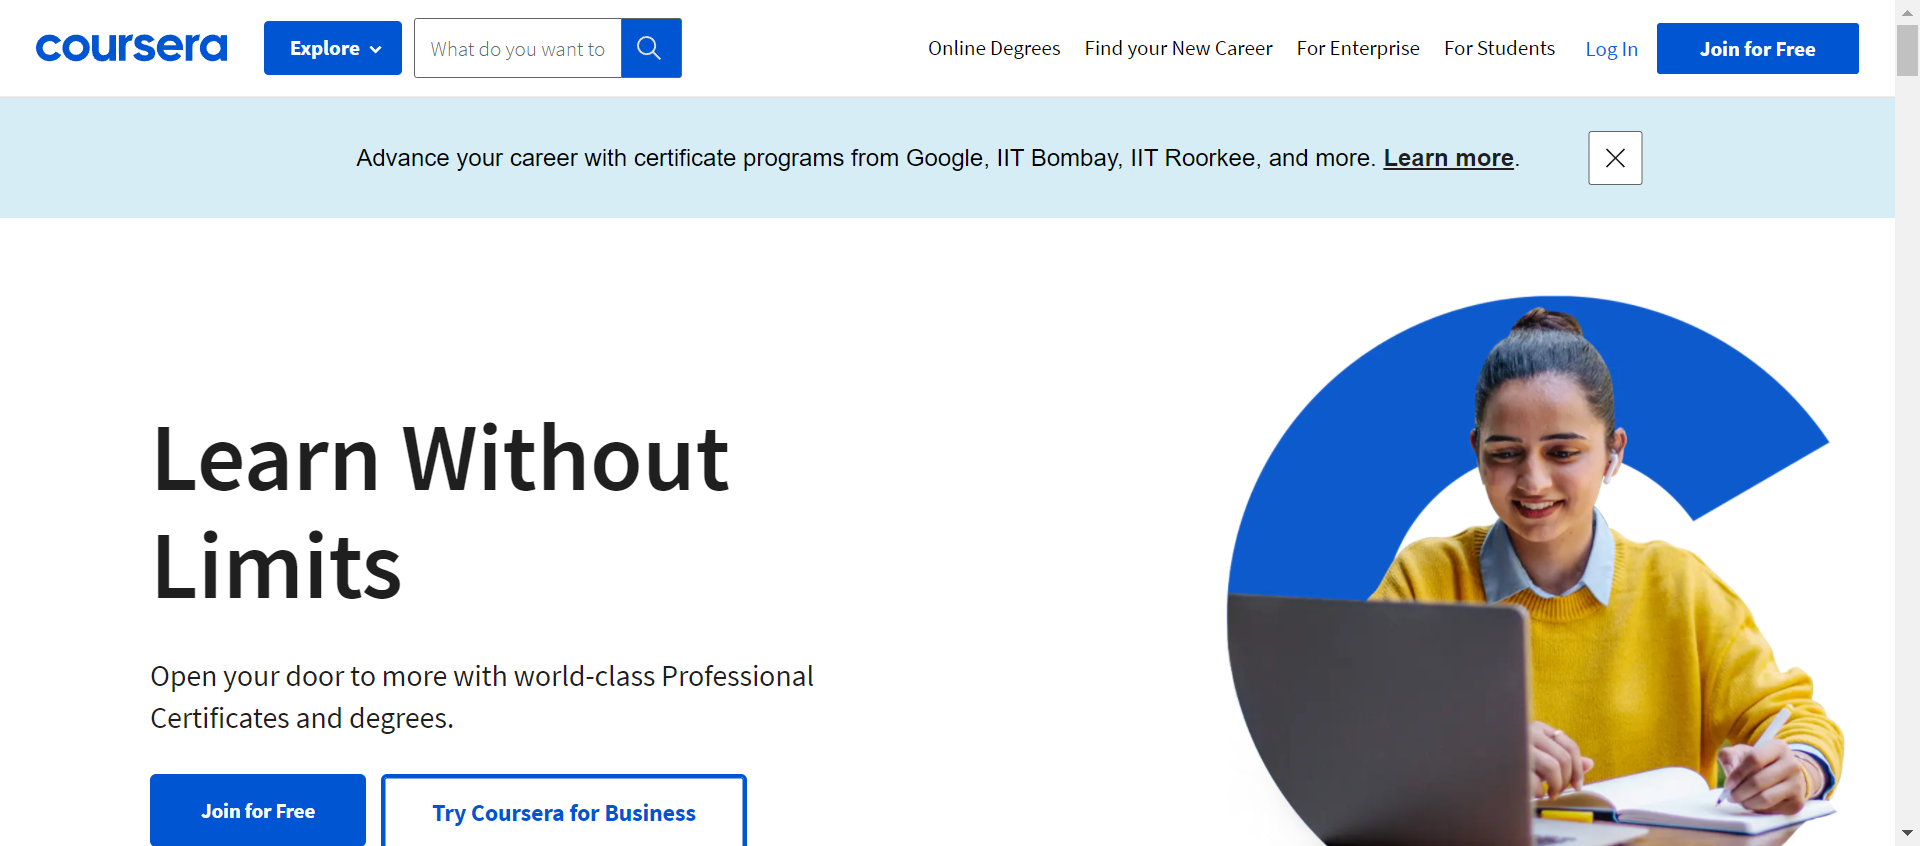 coursera
Explore
What do you want to
Online Degrees
Find your New Career
For Enterprise
For Students
Log In
Join for Free
Advance your career with certificate programs from Google, IIT Bombay, IIT Roorkee, and more. Learn more.
Learn Without
Limits
Open your door to more with world-class Professional
Certificates and degrees.
Join for Free
Try Coursera for Business